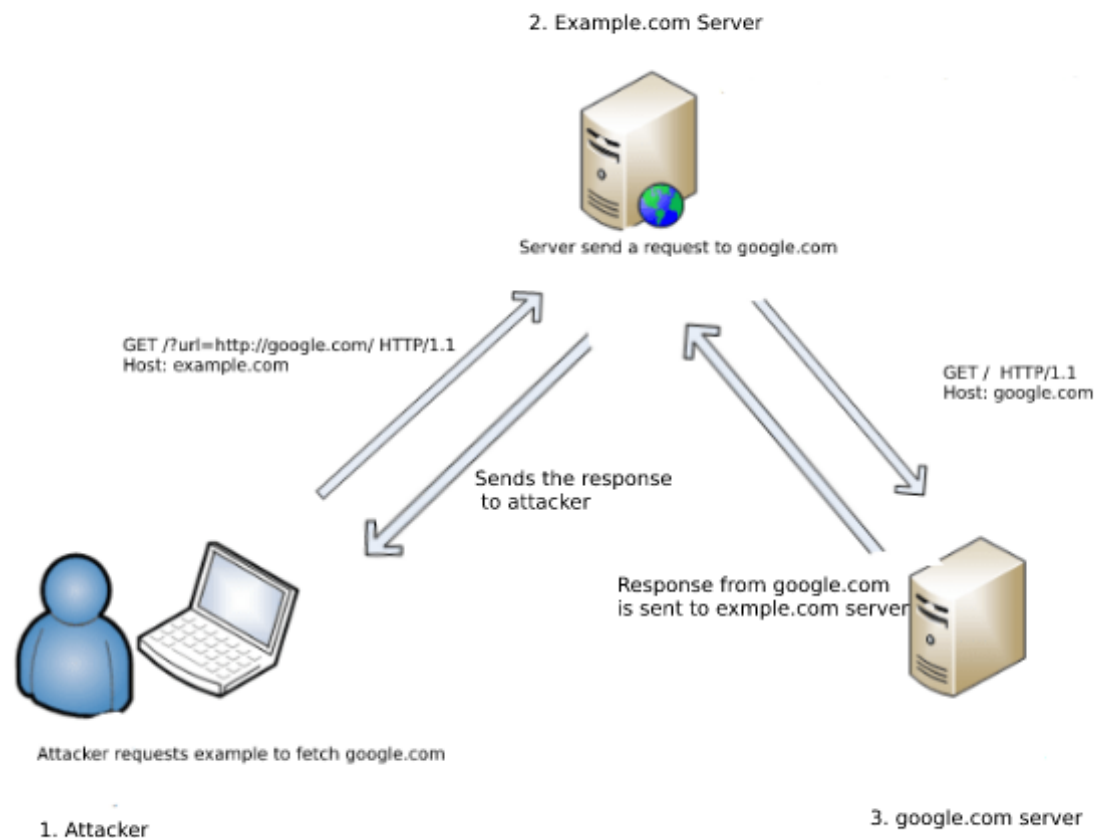 2. Example.com Server
Server send a request to google.com
GET /?url=http://google.com/ HTTP/1.1
Host: example.com
GET / HTTP/1.1
Host: google.com
Sends the response
to attacker
Response from google.com
is sent to exmple.com server
Attacker requests example to fetch google.com
1. Attacker
3. google.com server